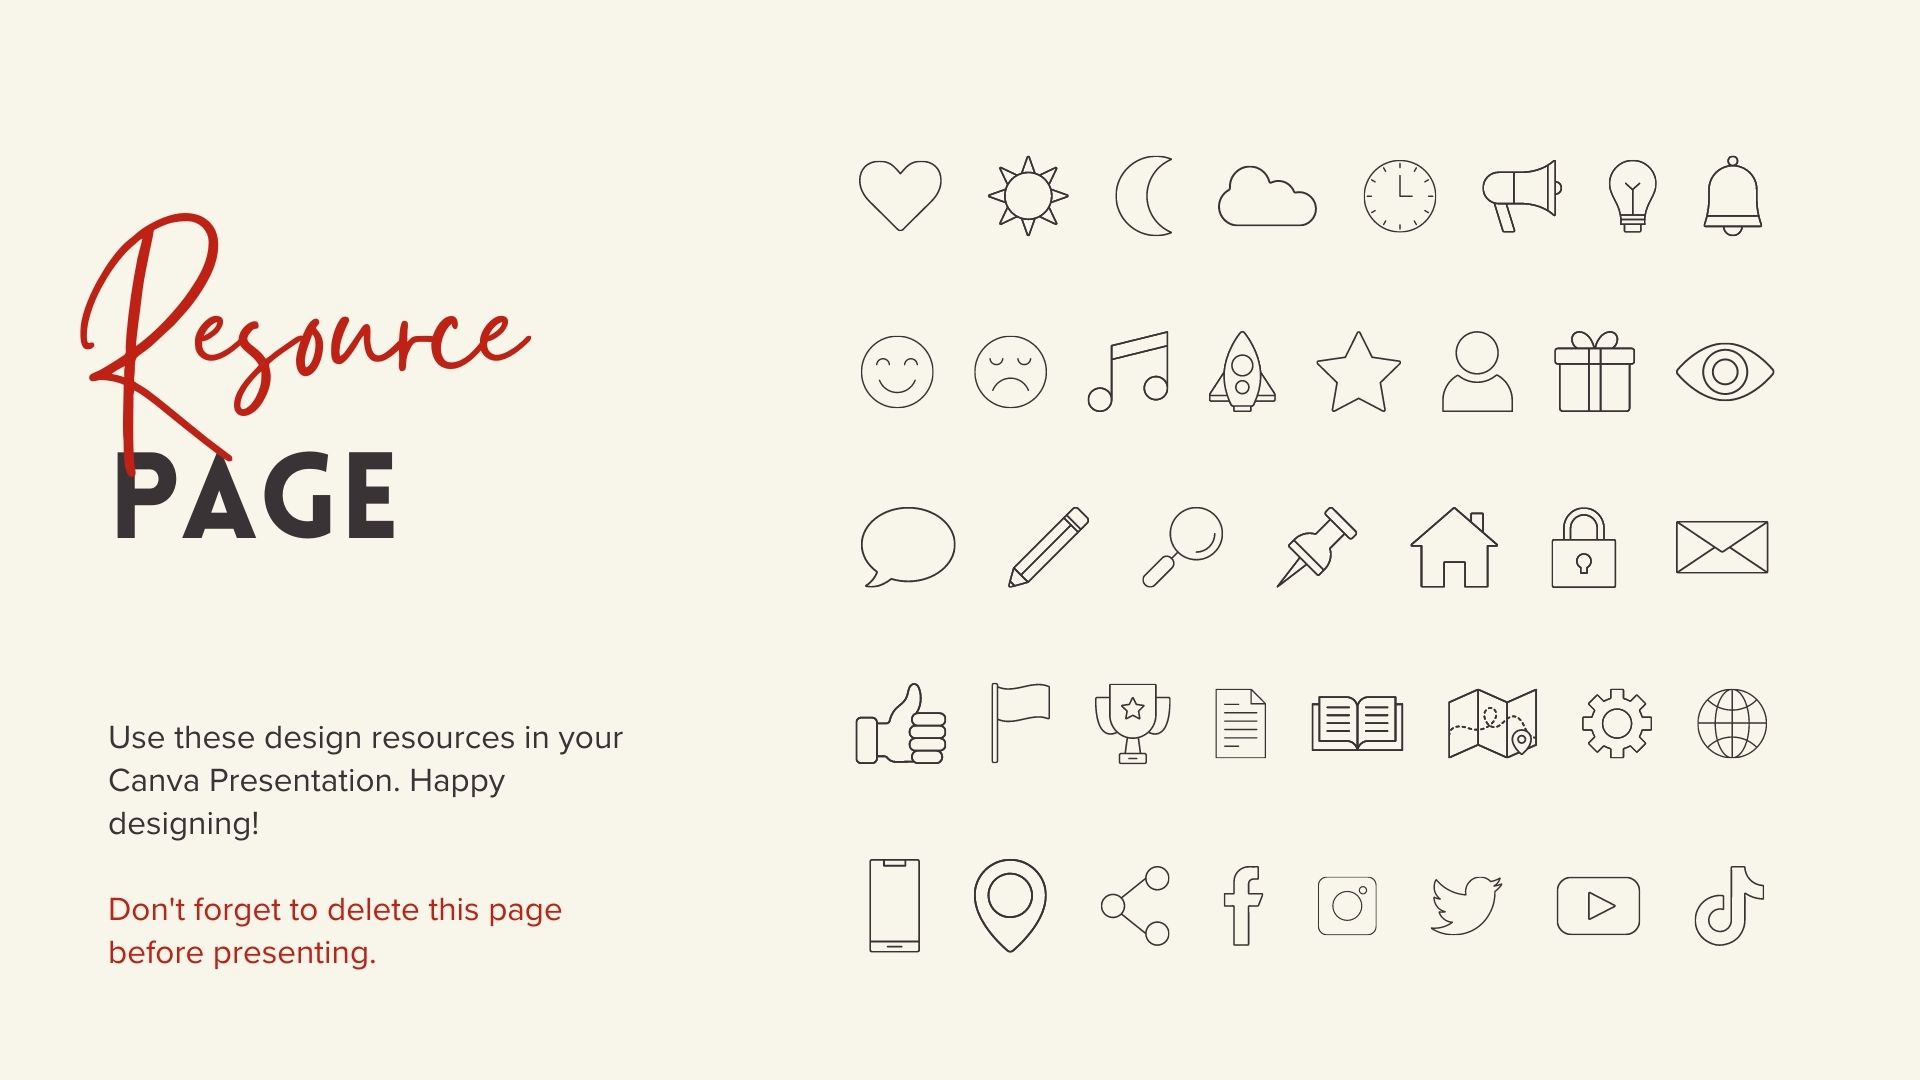 Resource
PAGE
Use these design resources in your
Canva Presentation. Happy
designing!
Don't forget to delete this page
before presenting.